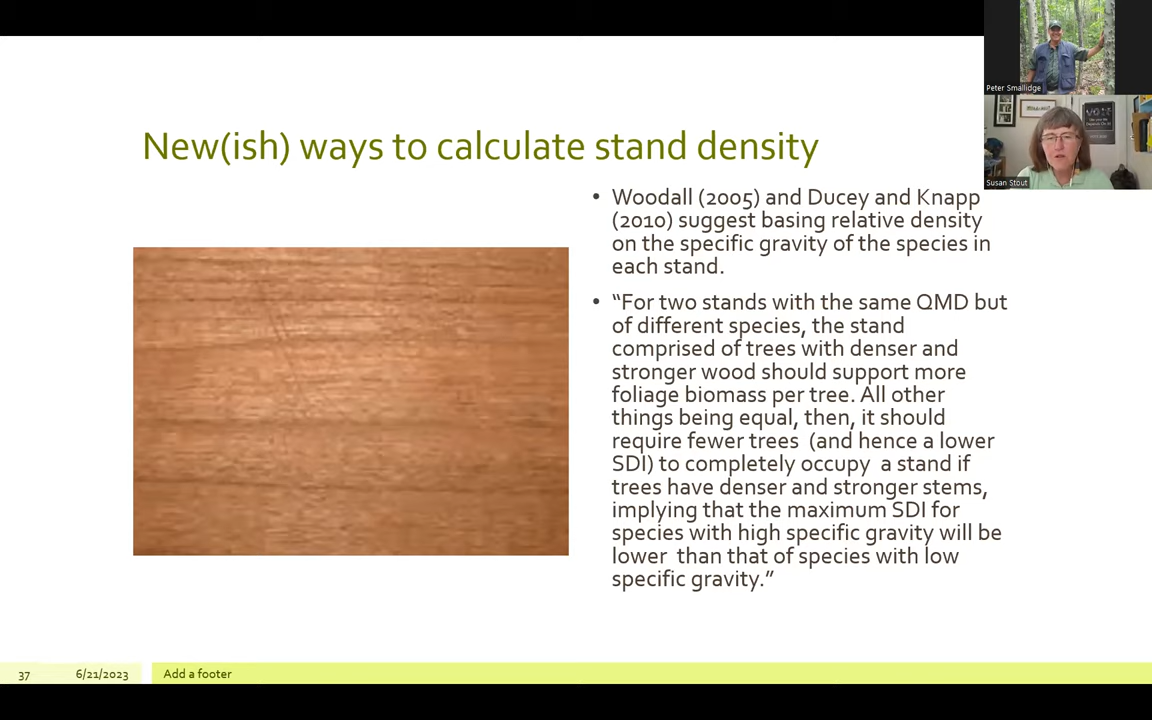 Peter Smallidge
VOTE
Susan Stout
New(ish) ways to calculate stand density
• Woodall (2005) and Ducey and Knapp
(2010) suggest basing relative density
on the specific gravity of the species in
each stand.
• “For two stands with the same QMD but
of different species, the stand
comprised of trees with denser and
stronger wood should support more
foliage biomass per tree. All other
things being equal, then, it should
require fewer trees (and hence a lower
SDI) to completely occupy a stand if
trees have denser and stronger stems,
implying that the maximum SDI for
species with high specific gravity will be
lower than that of species with low
specific gravity.”
37
6/21/2023
Add a footer